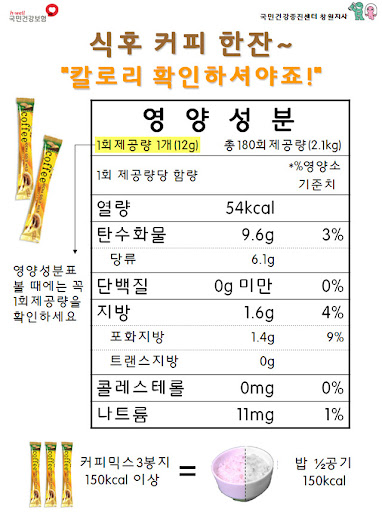 h-well
국민건강보험
국민건강보험 건강증진센터 창원지사
식후 커피 한잔~
"칼로리 확인하셔야죠!"
영 양 성 분
1회제공량 1개(12g) 총180회제공량(2.1kg)
1회 제공량당 함량 *%영양소
기준치
열량 54kcal
탄수화물 9.6g 3%
당류 6.1g
단백질 0g 미만 0%
지방 1.6g 4%
포화지방 1.4g 9%
트랜스지방 0g
콜레스테롤 0mg 0%
나트륨 11mg 1%
coffee
coffee
영양성분표
볼 때에는 꼭
1회제공량을
확인하세요
커피믹스3봉지
150kcal 이상
=
밥 ½공기
150kcal